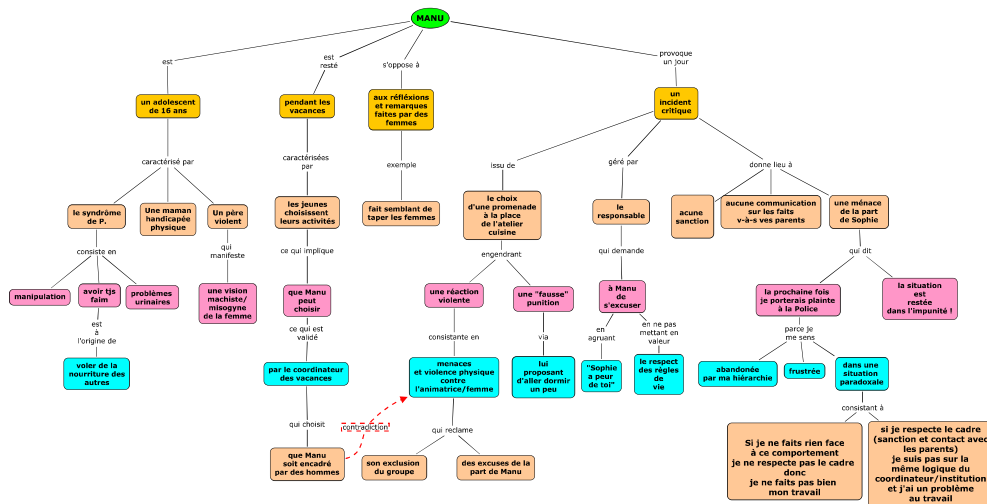 MANU
est
est
resté
s'oppose à
provoque
un jour
un adolescent
de 16 ans
pendant les
vacances
aux réfléxions
et remarques
faites par des
femmes
un
incident
critique
caractérisé par
caractérisées
par
exemple
issu de
géré par
donne lieu à
le syndrôme
de P.
Une maman
handicapée
physique
Un père
violent
les jeunes
choisissent
leurs activités
fait semblant de
taper les femmes
le choix
d'une promenade
à la place
de l'atelier
cuisine
le
responsable
acune
sanction
aucune communication
sur les faits
v-à-s ves parents
une ménace
de la part
de Sophie
consiste en
qui
manifeste
ce qui implique
engendrant
qui demande
qui dit
manipulation
avoir tjs
faim
problèmes
urinaires
une vision
machiste/
misogyne
de la femme
que Manu
peut
choisir
une réaction
violente
une "fausse"
punition
à Manu
de
s'excuser
la prochaine fois
je porterais plainte
à la Police
la situation
est
restée
dans l'impunité !
est
à
l'origine de
ce qui est
validé
consistante en
via
en
agruant
en ne pas
mettant en
valeur
parce je
me sens
voler de la
nourriture des
autres
par le coordinateur
des vacances
menaces
et violence physique
contre
l'animatrice/femme
lui
proposant
d'aller dormir
un peu
"Sophie
a peur
de toi"
le respect
des règles
de
vie
abandonée
par ma hiérarchie
frustrée
dans une
situation
paradoxale
qui choisit
contradiction
qui reclame
consistant à
que Manu
soit encadré
par des hommes
son exclusion
du groupe
des excuses de la
part de Manu
Si je ne faits rien face
à ce comportement
je ne respecte pas le cadre
donc
je ne faits pas bien
mon travail
si je respecte le cadre
(sanction et contact avec
les parents)
je suis pas sur la
même logique du
coordinateur/institution
et j'ai un problème
au travail